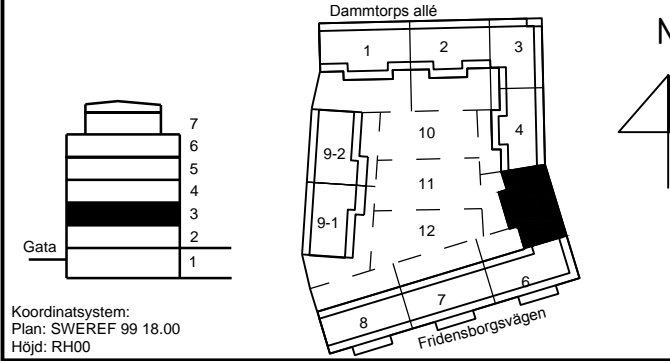 Dammtorps allé
N
1 2 3
4
10
9-2
11
9-1
12
6
7
8
Fridensborgsvägen
7
6
5
4
3
2
Gata
1
Koordinatsystem:
Plan: SWEREF 99 18.00
Höjd: RH00